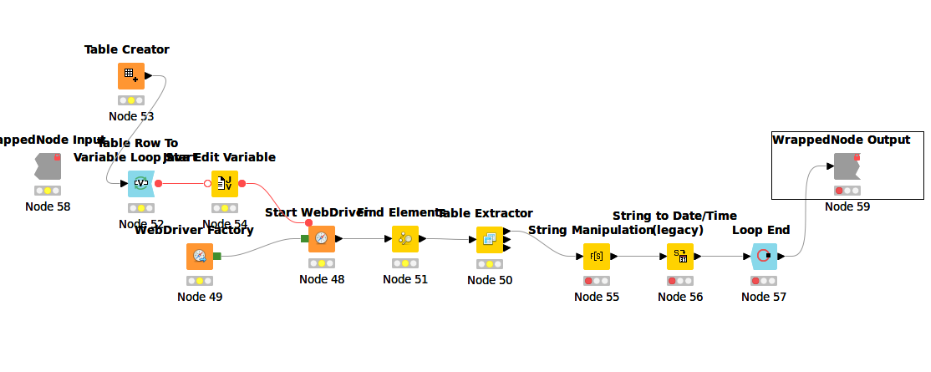 Table Creator
Node 53
WrappedNode Input
Node 58
Table Row To
Variable Loop Start
Node 52
Java Edit Variable
Node 54
WebDriver Factory
Node 49
Start WebDriver
Node 48
Find Elements
Node 51
Table Extractor
Node 50
String Manipulation
Node 55
String to Date/Time
(legacy)
Node 56
Loop End
Node 57
WrappedNode Output
Node 59